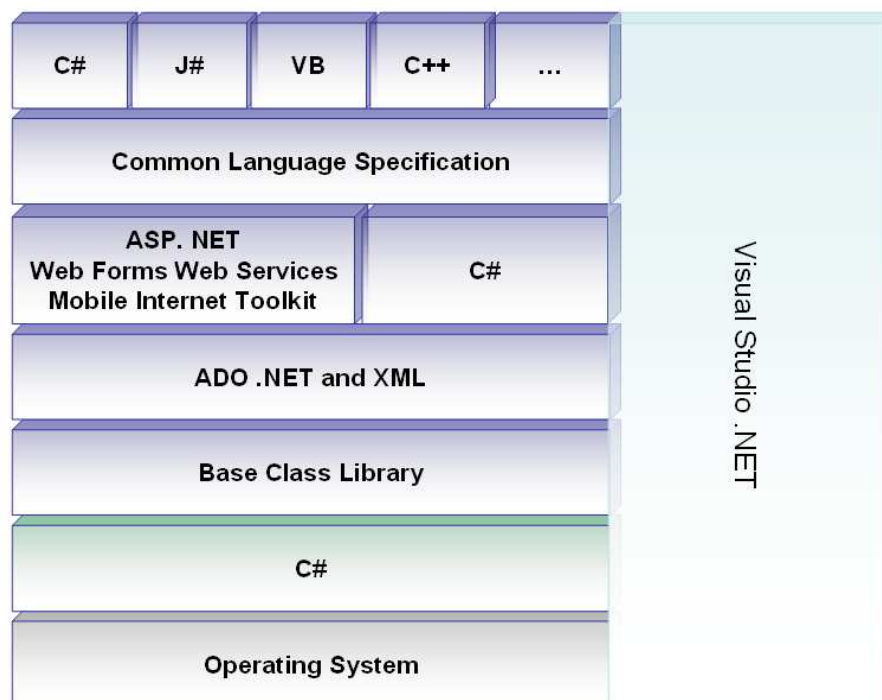 C#
J#
VB
C++
...
Common Language Specification
ASP. NET
Web Forms Web Services
Mobile Internet Toolkit
C#
ADO .NET and XML
Base Class Library
C#
Operating System
Visual Studio .NET